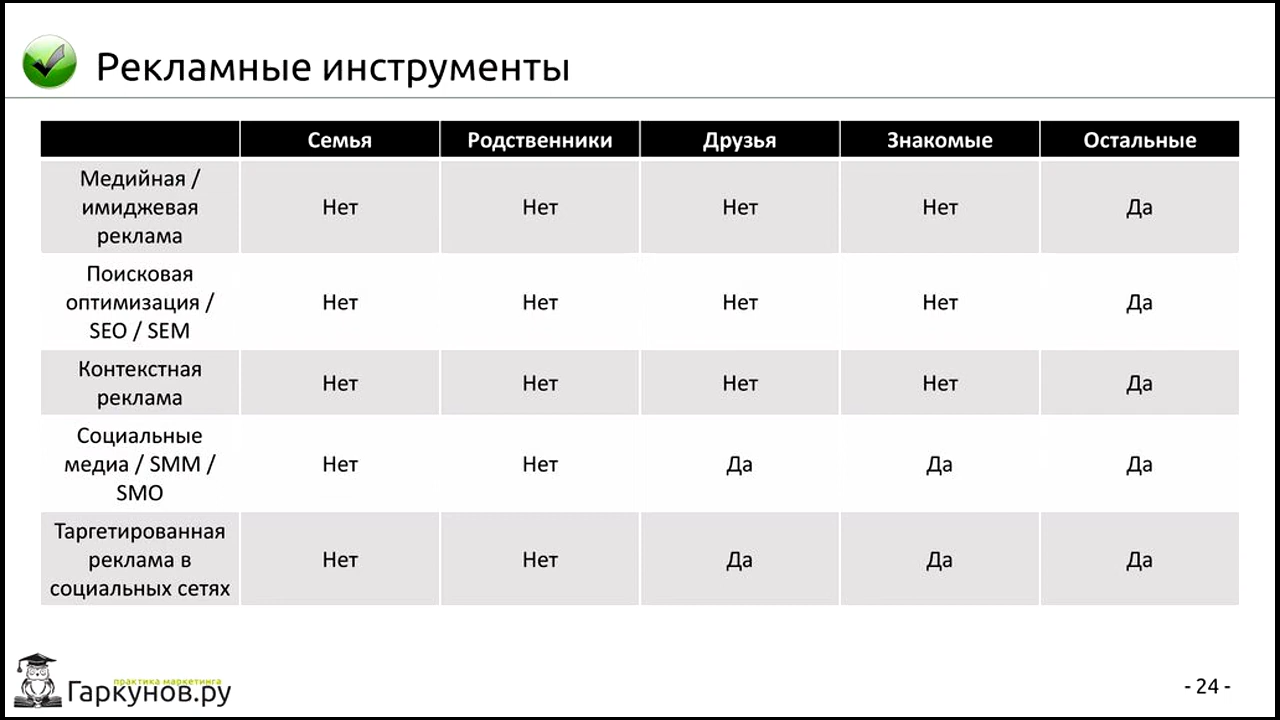 Рекламные инструменты
Семья Родственники Друзья Знакомые Остальные
Медийная /
имиджевая
реклама
Нет Нет Нет Нет Да
Поисковая
оптимизация /
SEO / SEM
Нет Нет Нет Нет Да
Контекстная
реклама
Нет Нет Нет Нет Да
Социальные
медиа / SMM /
SMO
Нет Нет Да Да Да
Таргетированная
реклама в
социальных сетях
Нет Нет Да Да Да
практика маркетинга
Гаркунов.ру
- 24 -